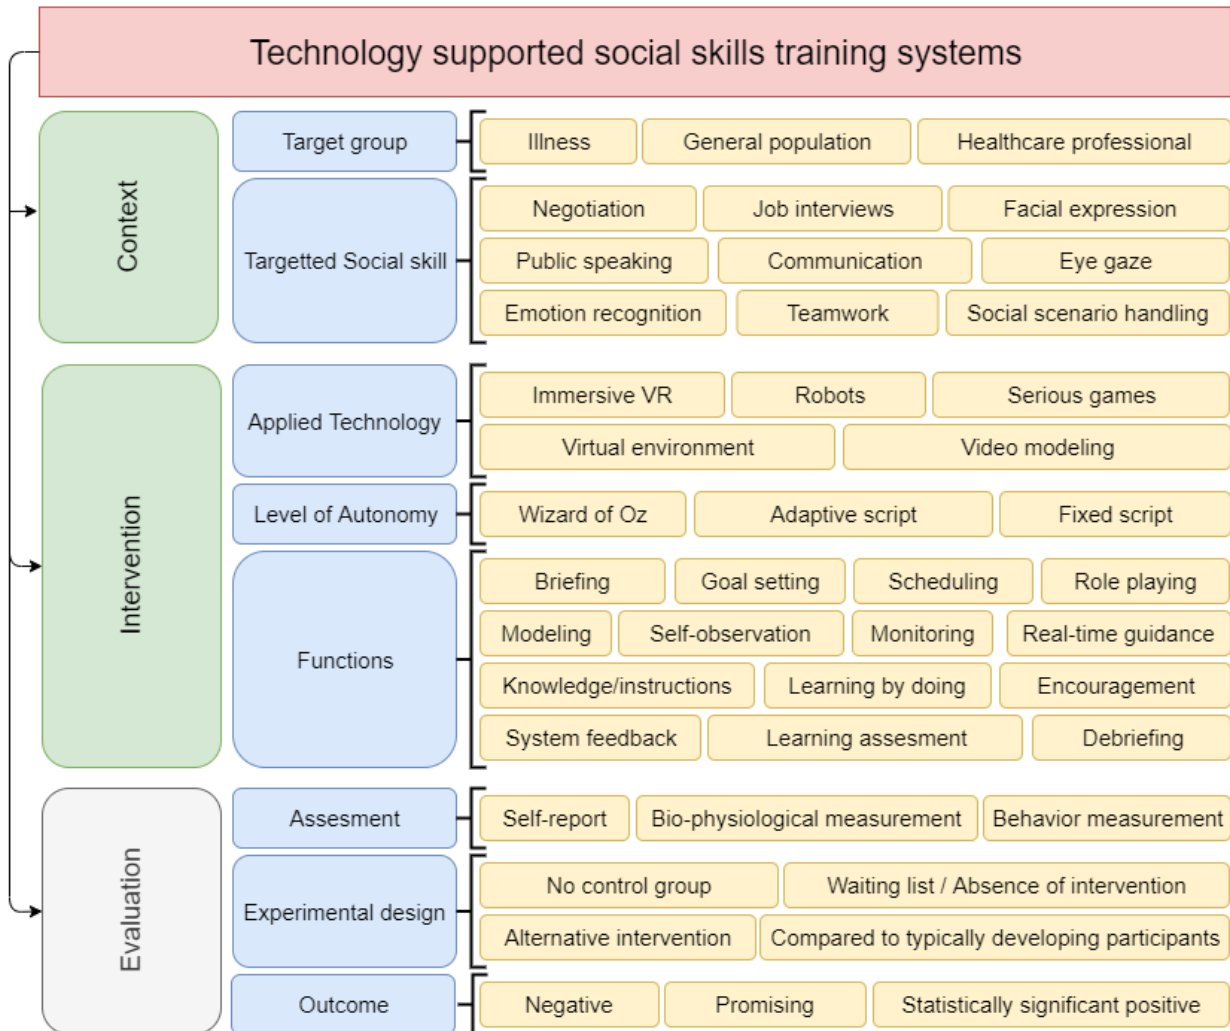 Technology supported social skills training systems
Context
Target group
Illness
General population
Healthcare professional
Targetted Social skill
Negotiation
Job interviews
Facial expression
Public speaking
Communication
Eye gaze
Emotion recognition
Teamwork
Social scenario handling
Intervention
Applied Technology
Immersive VR
Robots
Serious games
Virtual environment
Video modeling
Level of Autonomy
Wizard of Oz
Adaptive script
Fixed script
Functions
Briefing
Goal setting
Scheduling
Role playing
Modeling
Self-observation
Monitoring
Real-time guidance
Knowledge/instructions
Learning by doing
Encouragement
System feedback
Learning assesment
Debriefing
Evaluation
Assesment
Self-report
Bio-physiological measurement
Behavior measurement
Experimental design
No control group
Waiting list / Absence of intervention
Alternative intervention
Compared to typically developing participants
Outcome
Negative
Promising
Statistically significant positive